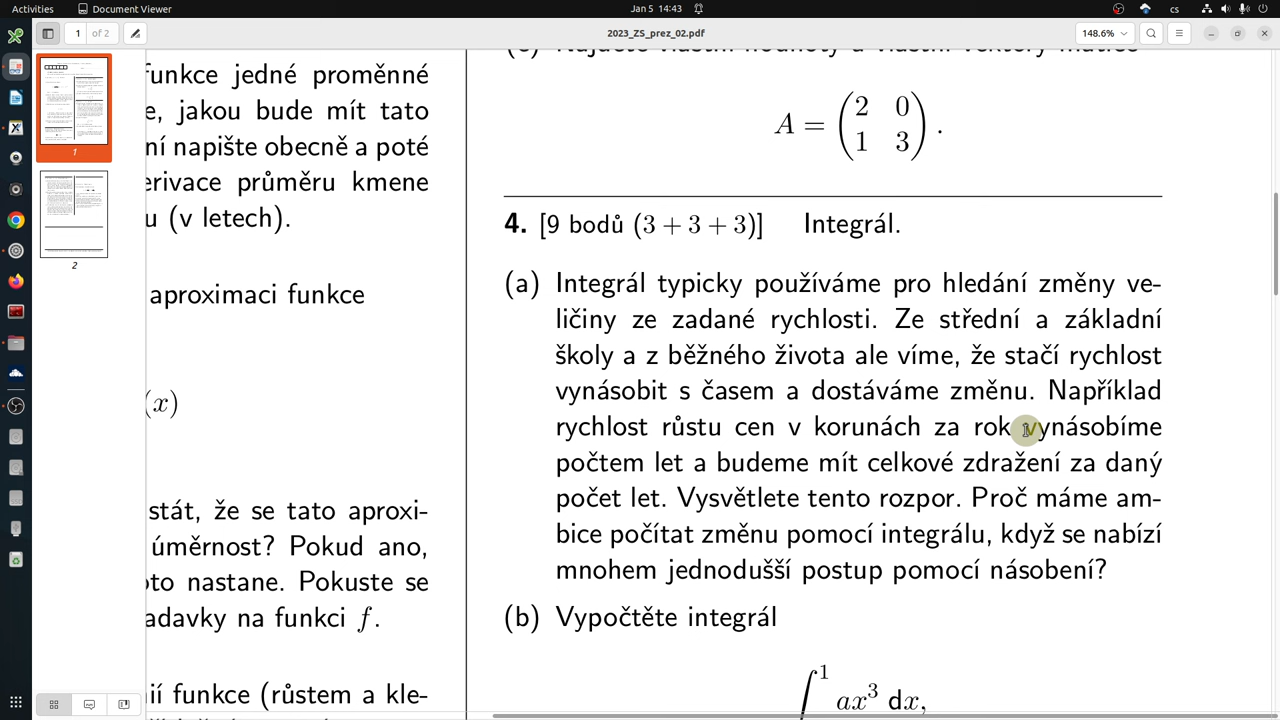 Activities
Document Viewer
Jan 5 14:43
cs
1 of 2
2023_ZS_prez_02.pdf
148.6%
1
2
funkce jedné proměnné
e, jakou bude mít tato
ní napište obecně a poté
erivace průměru kmene
u (v letech).
aproximaci funkce
(x)
stát, že se tato aproxi-
úměrnost? Pokud ano,
oto nastane. Pokuste se
adavky na funkci f.
ií funkce (růstem a kle-
A = (2 0
1 3).
4. [9 bodů (3 + 3 + 3)] Integrál.
(a) Integrál typicky používáme pro hledání změny ve-
ličiny ze zadané rychlosti. Ze střední a základní
školy a z běžného života ale víme, že stačí rychlost
vynásobit s časem a dostáváme změnu. Například
rychlost růstu cen v korunách za rok vynásobíme
počtem let a budeme mít celkové zdražení za daný
počet let. Vysvětlete tento rozpor. Proč máme am-
bice počítat změnu pomocí integrálu, když se nabízí
mnohem jednodušší postup pomocí násobení?
(b) Vypočtěte integrál
∫¹ ax³ dx,